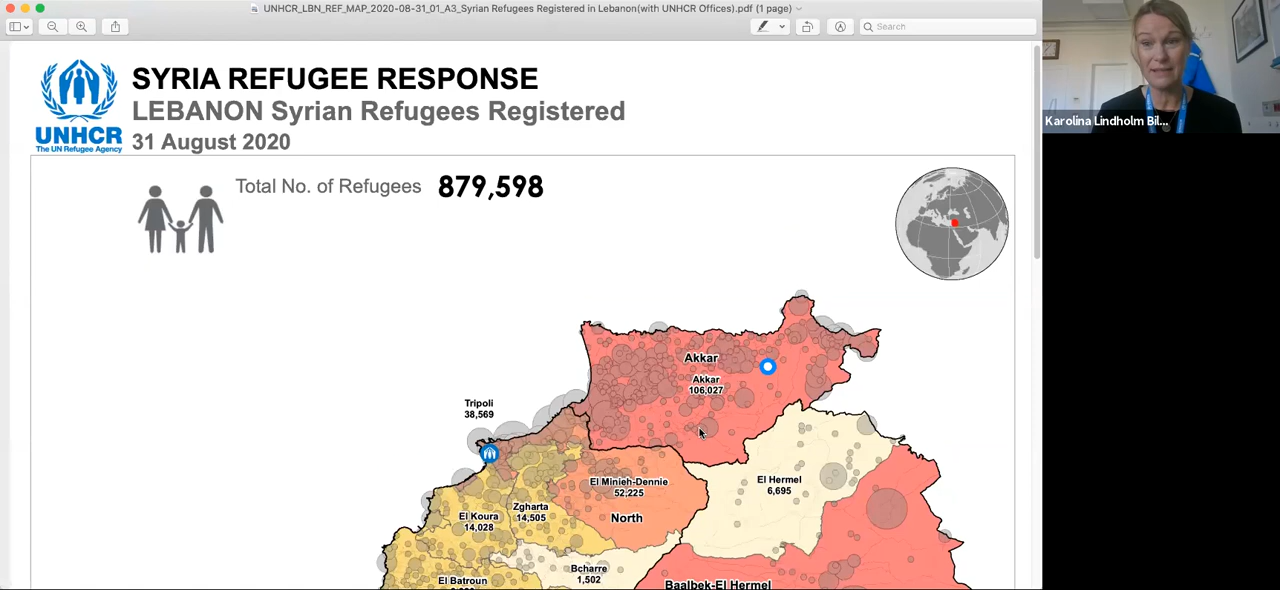 UNHCR_LBN_REF_MAP_2020-08-31_01_A3_Syrian Refugees Registered in Lebanon(with UNHCR Offices).pdf (1 page)
Search
SYRIA REFUGEE RESPONSE
LEBANON Syrian Refugees Registered
31 August 2020
UNHCR
The UN Refugee Agency
Total No. of Refugees 879,598
Karolina Lindholm Bil...
Akkar
Akkar
106,027
Tripoli
38,569
El Hermel
6,695
El Minieh-Dennie
52,225
North
Zgharta
14,505
El Koura
14,028
Bcharre
1,502
El Batroun
Baalbek-El Hermel